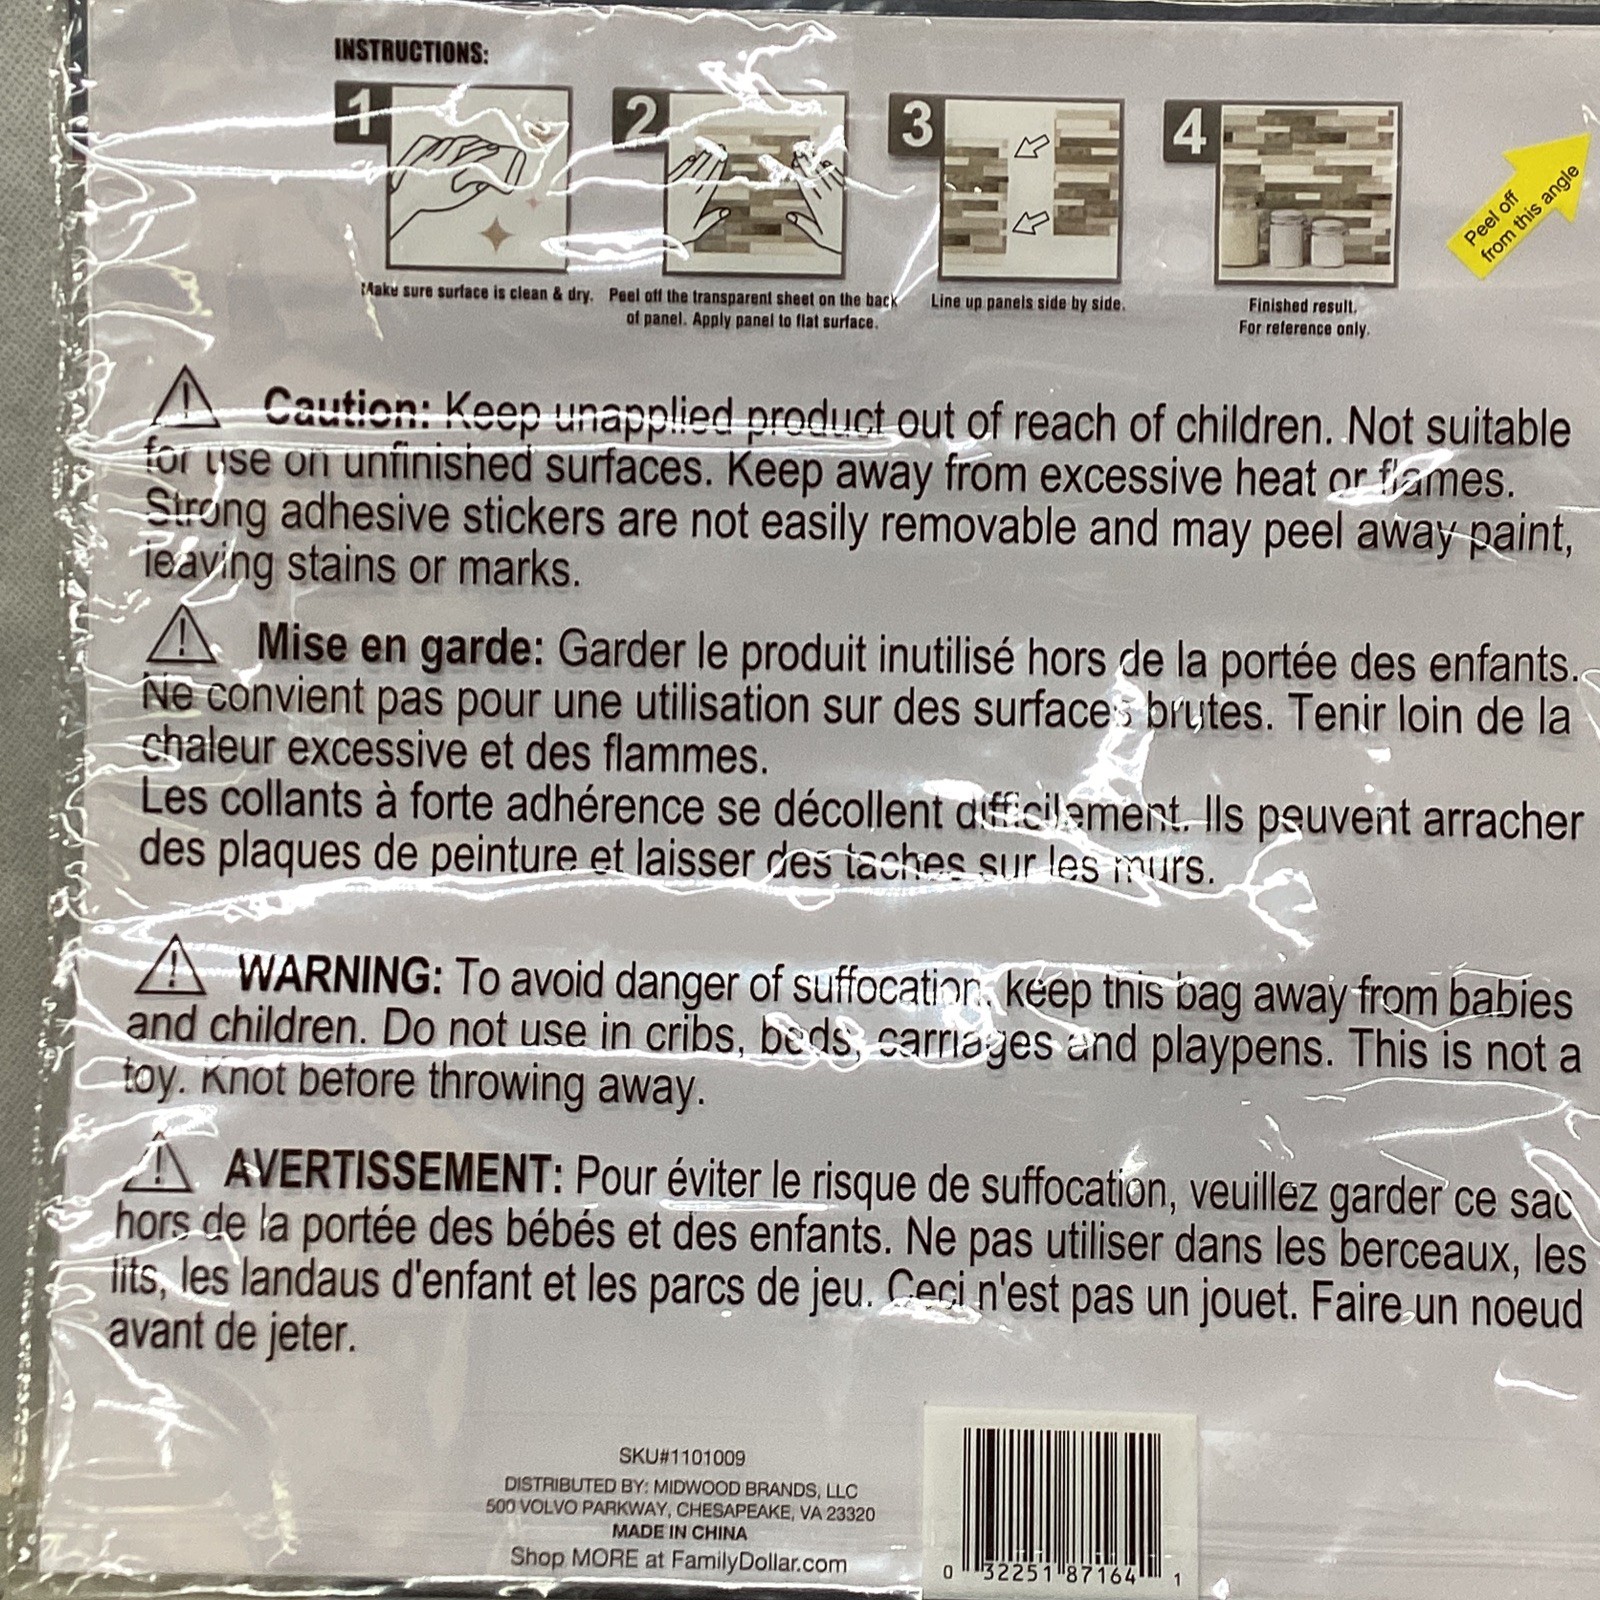 INSTRUCTIONS:
1
2
3
4
Make sure surface is clean & dry.
Peel off the transparent sheet on the back
of panel. Apply panel to flat surface.
Line up panels side by side.
Finished result.
For reference only.
Peel off
from this angle
Caution: Keep unapplied product out of reach of children. Not suitable
for use on unfinished surfaces. Keep away from excessive heat or flames.
Strong adhesive stickers are not easily removable and may peel away paint,
leaving stains or marks.
Mise en garde: Garder le produit inutilisé hors de la portée des enfants.
Ne convient pas pour une utilisation sur des surfaces brutes. Tenir loin de la
chaleur excessive et des flammes.
Les collants à forte adhérence se décollent difficilement. Ils peuvent arracher
des plaques de peinture et laisser des taches sur les murs.
WARNING: To avoid danger of suffocation, keep this bag away from babies
and children. Do not use in cribs, beds, carriages and playpens. This is not a
toy. Knot before throwing away.
AVERTISSEMENT: Pour éviter le risque de suffocation, veuillez garder ce sac
hors de la portée des bébés et des enfants. Ne pas utiliser dans les berceaux, les
lits, les landaus d'enfant et les parcs de jeu. Ceci n'est pas un jouet. Faire un noeud
avant de jeter.
SKU#1101009
DISTRIBUTED BY: MIDWOOD BRANDS, LLC
500 VOLVO PARKWAY, CHESAPEAKE, VA 23320
MADE IN CHINA
Shop MORE at FamilyDollar.com
0 32251 87164 1